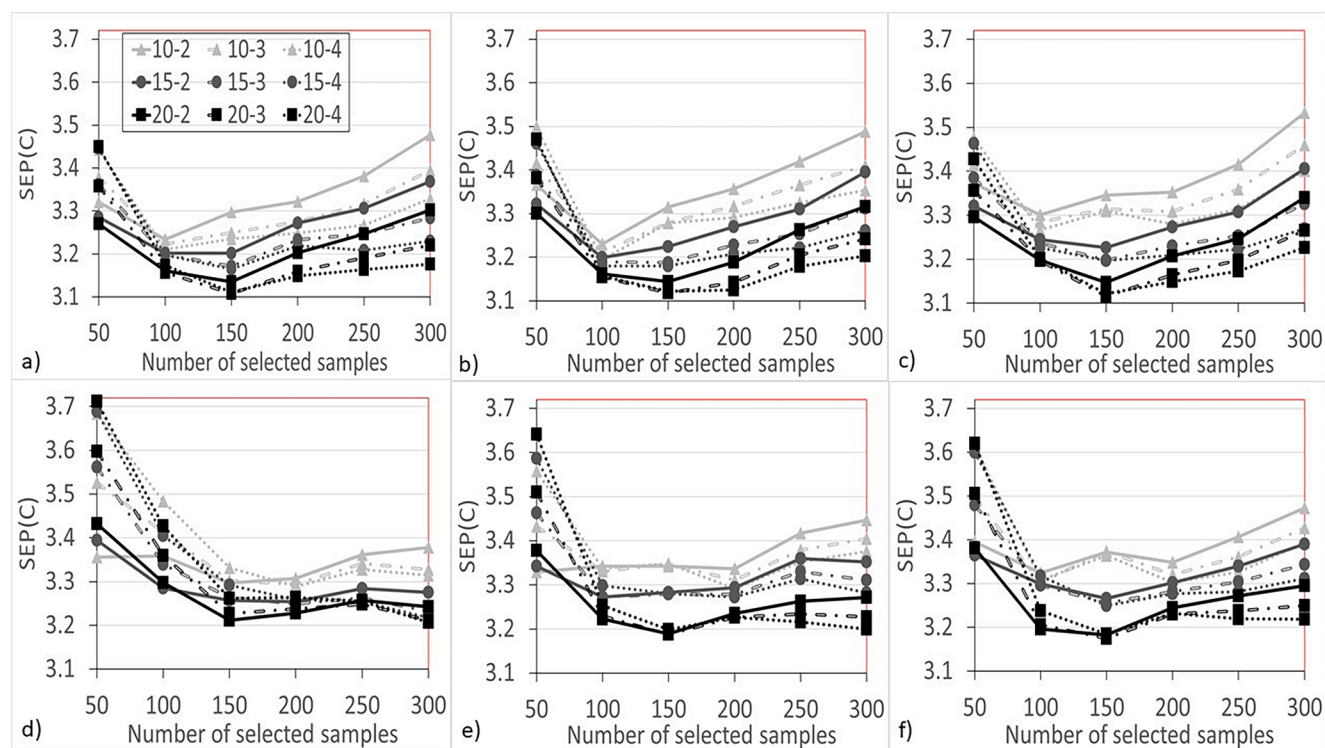 3.7
3.6
3.5
3.4
3.3
3.2
3.1
SEP(C)
10-2 10-3 10-4
15-2 15-3 15-4
20-2 20-3 20-4
50 100 150 200 250 300
a) Number of selected samples
3.7
3.6
3.5
3.4
3.3
3.2
3.1
SEP(C)
50 100 150 200 250 300
b) Number of selected samples
3.7
3.6
3.5
3.4
3.3
3.2
3.1
SEP(C)
50 100 150 200 250 300
c) Number of selected samples
3.7
3.6
3.5
3.4
3.3
3.2
3.1
SEP(C)
50 100 150 200 250 300
d) Number of selected samples
3.7
3.6
3.5
3.4
3.3
3.2
3.1
SEP(C)
50 100 150 200 250 300
e) Number of selected samples
3.7
3.6
3.5
3.4
3.3
3.2
3.1
SEP(C)
50 100 150 200 250 300
f) Number of selected samples